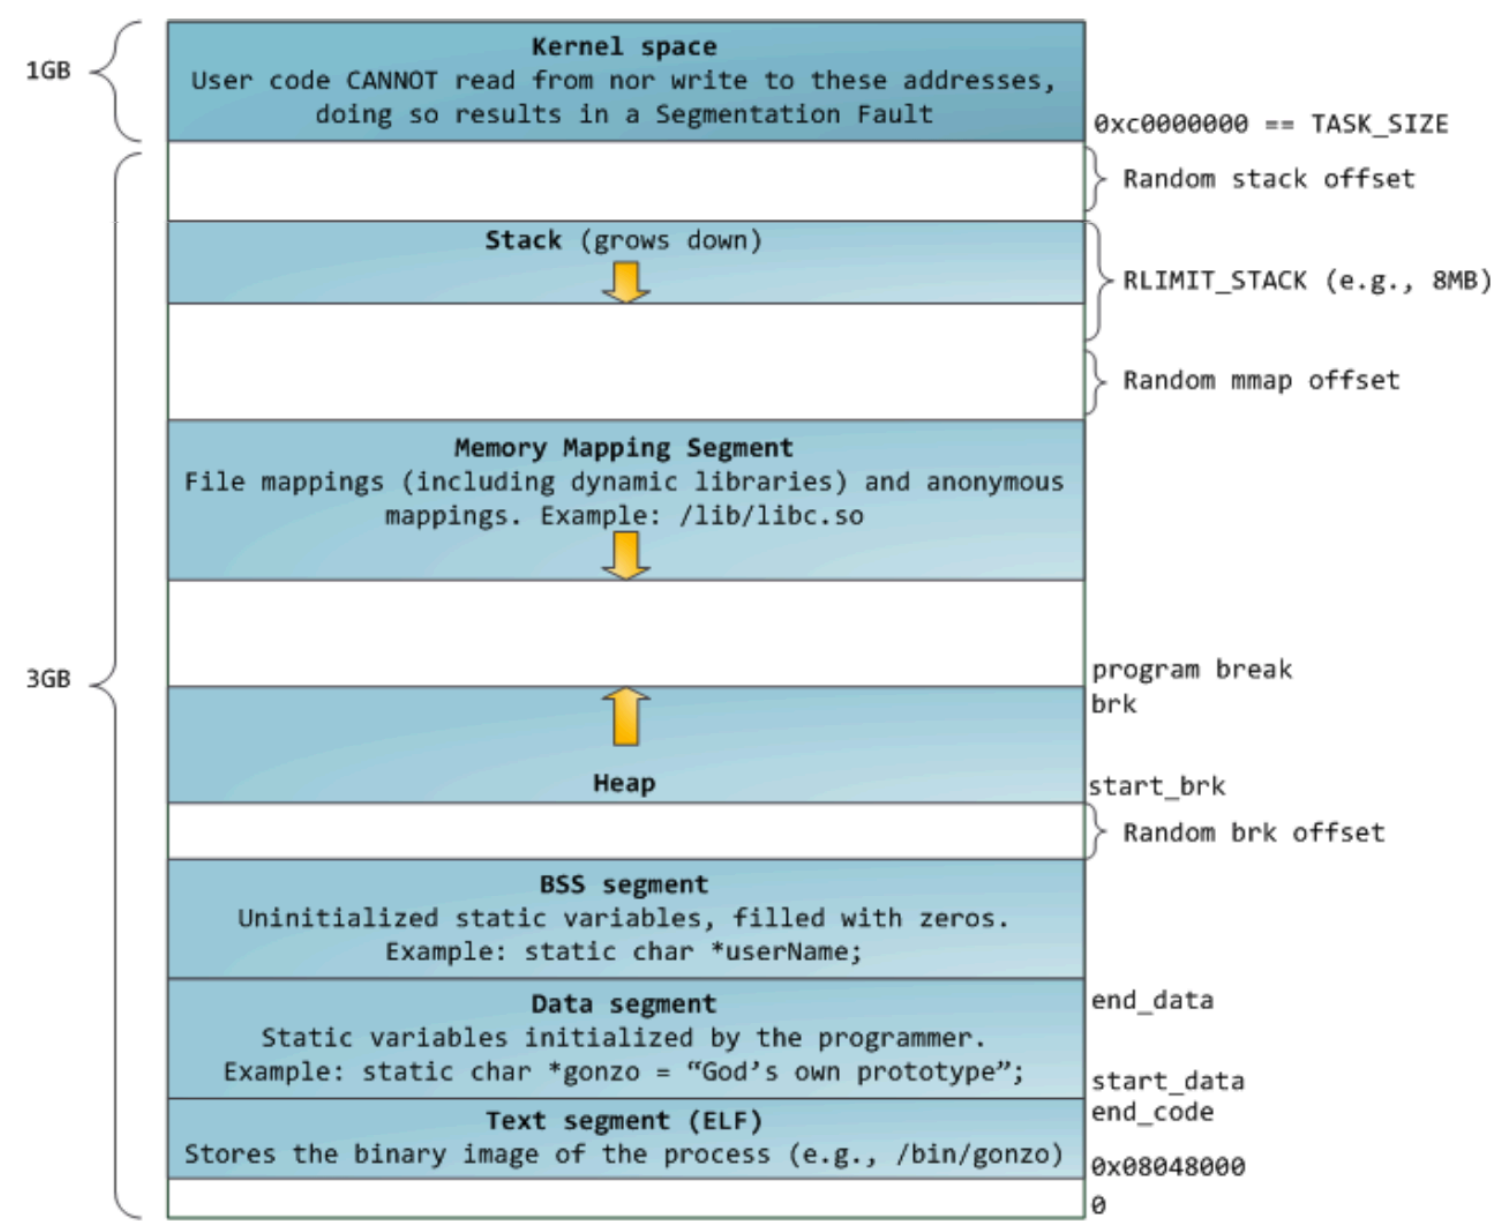 Kernel space
1GB
User code CANNOT read from nor write to these addresses,
doing so results in a Segmentation Fault
0xc0000000 == TASK_SIZE
Random stack offset
Stack (grows down)
RLIMIT_STACK (e.g., 8MB)
Random mmap offset
Memory Mapping Segment
File mappings (including dynamic libraries) and anonymous
mappings. Example: /lib/libc.so
program break
3GB
brk
Heap
start_brk
Random brk offset
BSS segment
Uninitialized static variables, filled with zeros.
Example: static char *userName;
Data segment
end_data
Static variables initialized by the programmer.
Example: static char *gonzo = “God’s own prototype”;
start_data
end_code
Text segment (ELF)
Stores the binary image of the process (e.g., /bin/gonzo)
0x08048000
0